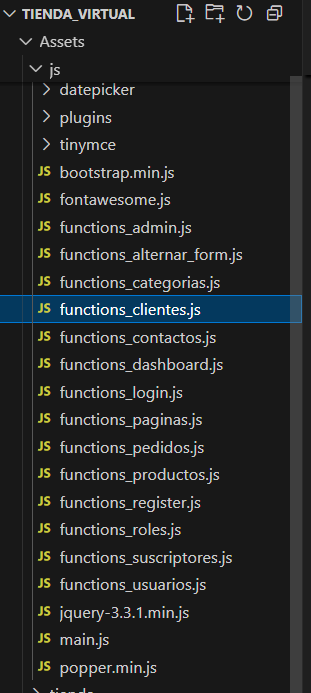 TIENDA_VIRTUAL
Assets
js
datepicker
plugins
tinymce
JS bootstrap.min.js
JS fontawesome.js
JS functions_admin.js
JS functions_alternar_form.js
JS functions_categorias.js
JS functions_clientes.js
JS functions_contactos.js
JS functions_dashboard.js
JS functions_login.js
JS functions_paginas.js
JS functions_pedidos.js
JS functions_productos.js
JS functions_register.js
JS functions_roles.js
JS functions_suscriptores.js
JS functions_usuarios.js
JS jquery-3.3.1.min.js
JS main.js
JS popper.min.js